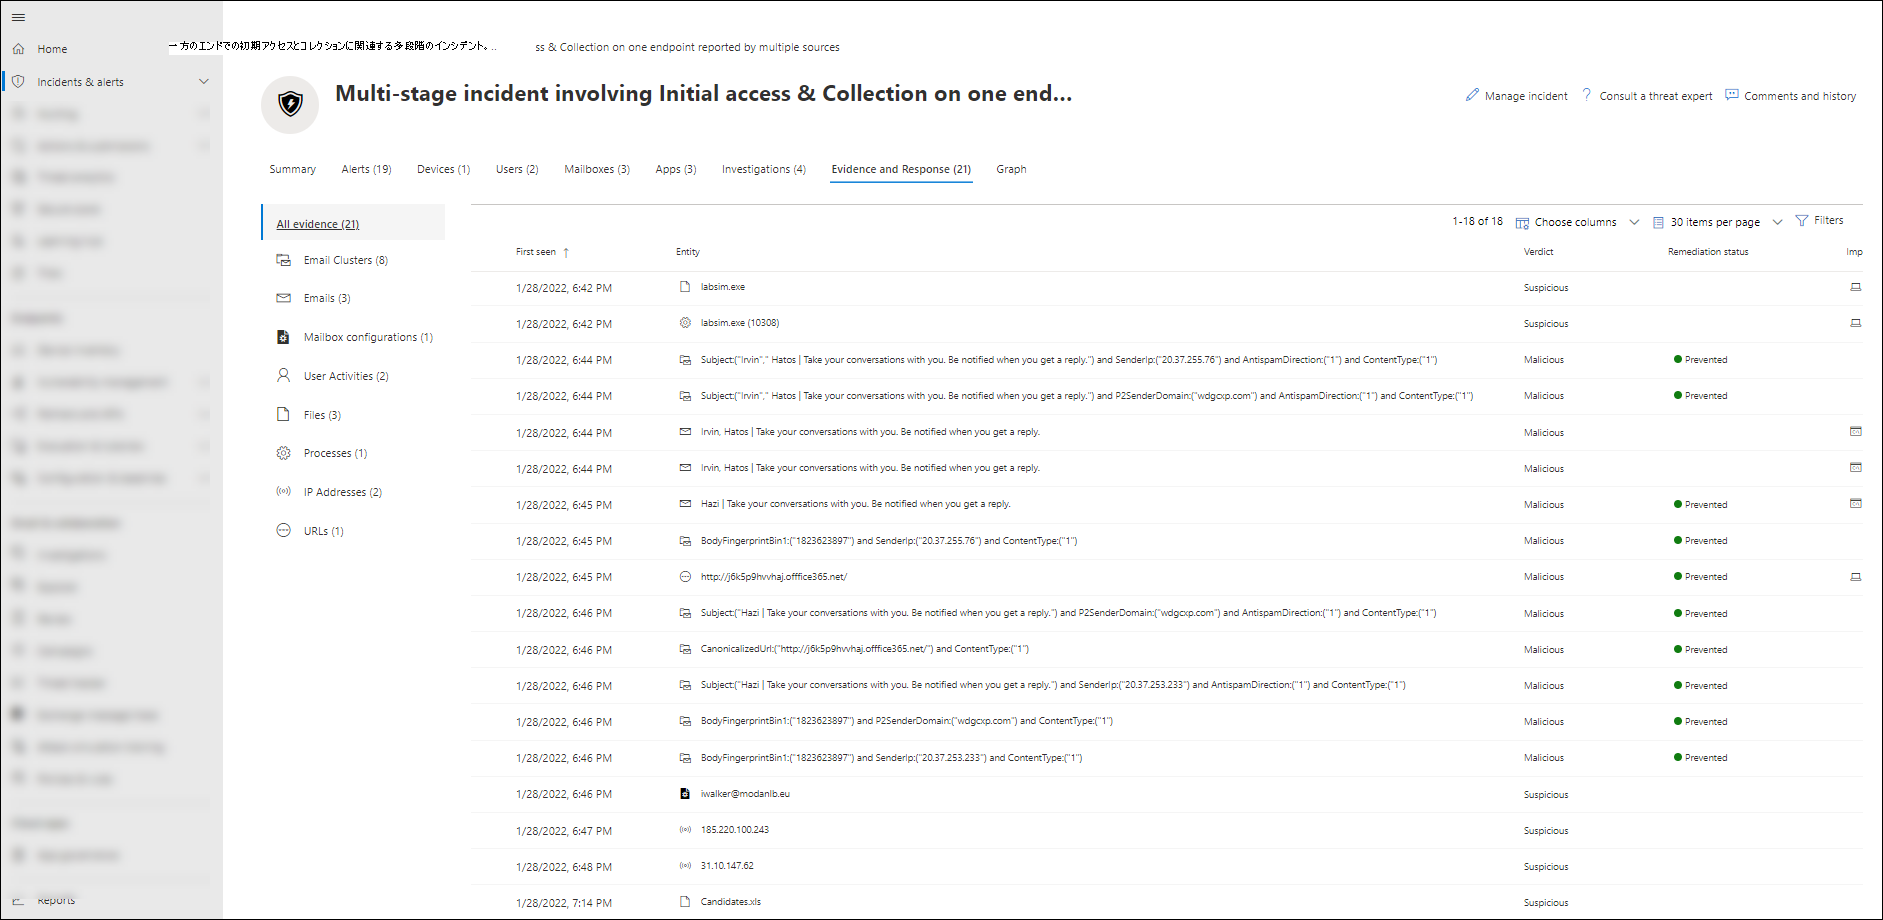 Home
一方のエンドでの初期アクセスとコレクションに関連する多段階のインシデント。.. ss & Collection on one endpoint reported by multiple sources
Incidents & alerts
Multi-stage incident involving Initial access & Collection on one end...
Manage incident ? Consult a threat expert Comments and history
Summary Alerts (19) Devices (1) Users (2) Mailboxes (3) Apps (3) Investigations (4) Evidence and Response (21) Graph
All evidence (21)
Email Clusters (8)
Emails (3)
Mailbox configurations (1)
User Activities (2)
Files (3)
Processes (1)
IP Addresses (2)
URLs (1)
1-18 of 18 Choose columns 30 items per page Filters
First seen ↑ Entity Verdict Remediation status Imp
1/28/2022, 6:42 PM labsim.exe Suspicious
1/28/2022, 6:42 PM labsim.exe (10308) Suspicious
1/28/2022, 6:44 PM Subject:("Irvin"," Hatos | Take your conversations with you. Be notified when you get a reply.") and SenderIp:("20.37.255.76") and AntispamDirection:("1") and ContentType:("1") Malicious Prevented
1/28/2022, 6:44 PM Subject:("Irvin"," Hatos | Take your conversations with you. Be notified when you get a reply.") and P2SenderDomain:("wdgcxp.com") and AntispamDirection:("1") and ContentType:("1") Malicious Prevented
1/28/2022, 6:44 PM Irvin, Hatos | Take your conversations with you. Be notified when you get a reply. Malicious
1/28/2022, 6:44 PM Irvin, Hatos | Take your conversations with you. Be notified when you get a reply. Malicious
1/28/2022, 6:45 PM Hazi | Take your conversations with you. Be notified when you get a reply. Malicious Prevented
1/28/2022, 6:45 PM BodyFingerprintBin1:("1823623897") and SenderIp:("20.37.255.76") and ContentType:("1") Malicious Prevented
1/28/2022, 6:45 PM http://j6k5p9hvvhaj.offfice365.net/ Malicious Prevented
1/28/2022, 6:46 PM Subject:("Hazi | Take your conversations with you. Be notified when you get a reply.") and P2SenderDomain:("wdgcxp.com") and AntispamDirection:("1") and ContentType:("1") Malicious Prevented
1/28/2022, 6:46 PM CanonicalizedUrl:("http://j6k5p9hvvhaj.offfice365.net/") and ContentType:("1") Malicious Prevented
1/28/2022, 6:46 PM Subject:("Hazi | Take your conversations with you. Be notified when you get a reply.") and SenderIp:("20.37.253.233") and AntispamDirection:("1") and ContentType:("1") Malicious Prevented
1/28/2022, 6:46 PM BodyFingerprintBin1:("1823623897") and P2SenderDomain:("wdgcxp.com") and ContentType:("1") Malicious Prevented
1/28/2022, 6:46 PM BodyFingerprintBin1:("1823623897") and SenderIp:("20.37.253.233") and ContentType:("1") Malicious Prevented
1/28/2022, 6:46 PM iwalker@modanlb.eu Suspicious
1/28/2022, 6:47 PM 185.220.100.243 Suspicious
1/28/2022, 6:48 PM 31.10.147.62 Suspicious
1/28/2022, 7:14 PM Candidates.xls Suspicious
Reports